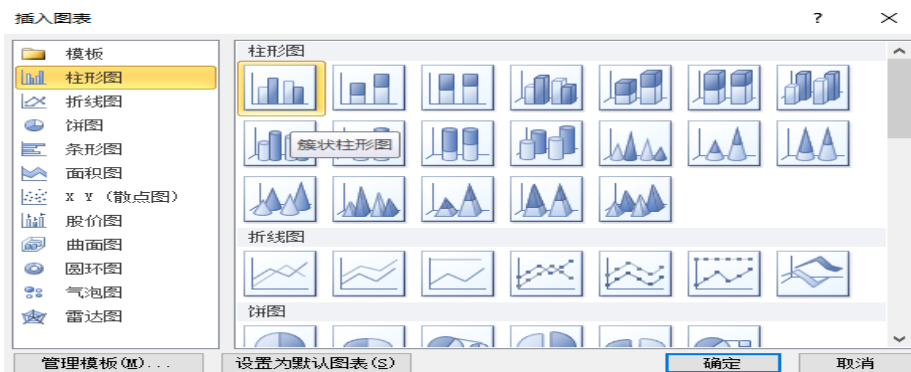 插入图表
?
模板
柱形图
折线图
饼图
条形图
面积图
X Y (散点图)
股价图
曲面图
圆环图
气泡图
雷达图
柱形图
簇状柱形图
折线图
饼图
管理模板(M)...
设置为默认图表(S)
确定
取消